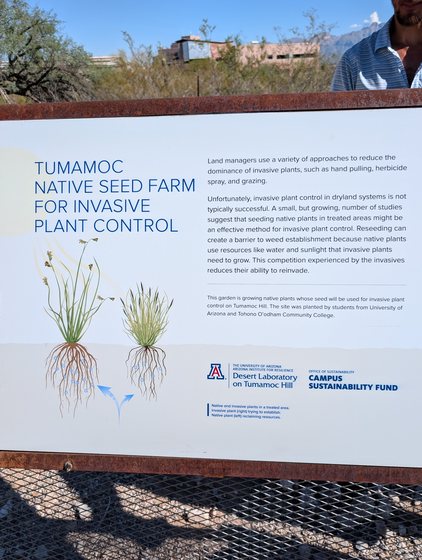 TUMAMOC
NATIVE SEED FARM
FOR INVASIVE
PLANT CONTROL
Land managers use a variety of approaches to reduce the
dominance of invasive plants, such as hand pulling, herbicide
spray, and grazing.
Unfortunately, invasive plant control in dryland systems is not
typically successful. A small, but growing, number of studies
suggest that seeding native plants in treated areas might be
an effective method for invasive plant control. Reseeding can
create a barrier to weed establishment because native plants
use resources like water and sunlight that invasive plants
need to grow. This competition experienced by the invasives
reduces their ability to reinvade.
This garden is growing native plants whose seed will be used for invasive plant
control on Tumamoc Hill. The site was planted by students from University of
Arizona and Tohono O'odham Community College.
A
THE UNIVERSITY OF ARIZONA
ARIZONA INSTITUTE FOR RESILIENCE
Desert Laboratory
on Tumamoc Hill
OFFICE OF SUSTAINABILITY
CAMPUS
SUSTAINABILITY FUND
Native and invasive plants in a treated area.
Invasive plant (right) trying to establish.
Native plant (left) reclaiming resources.